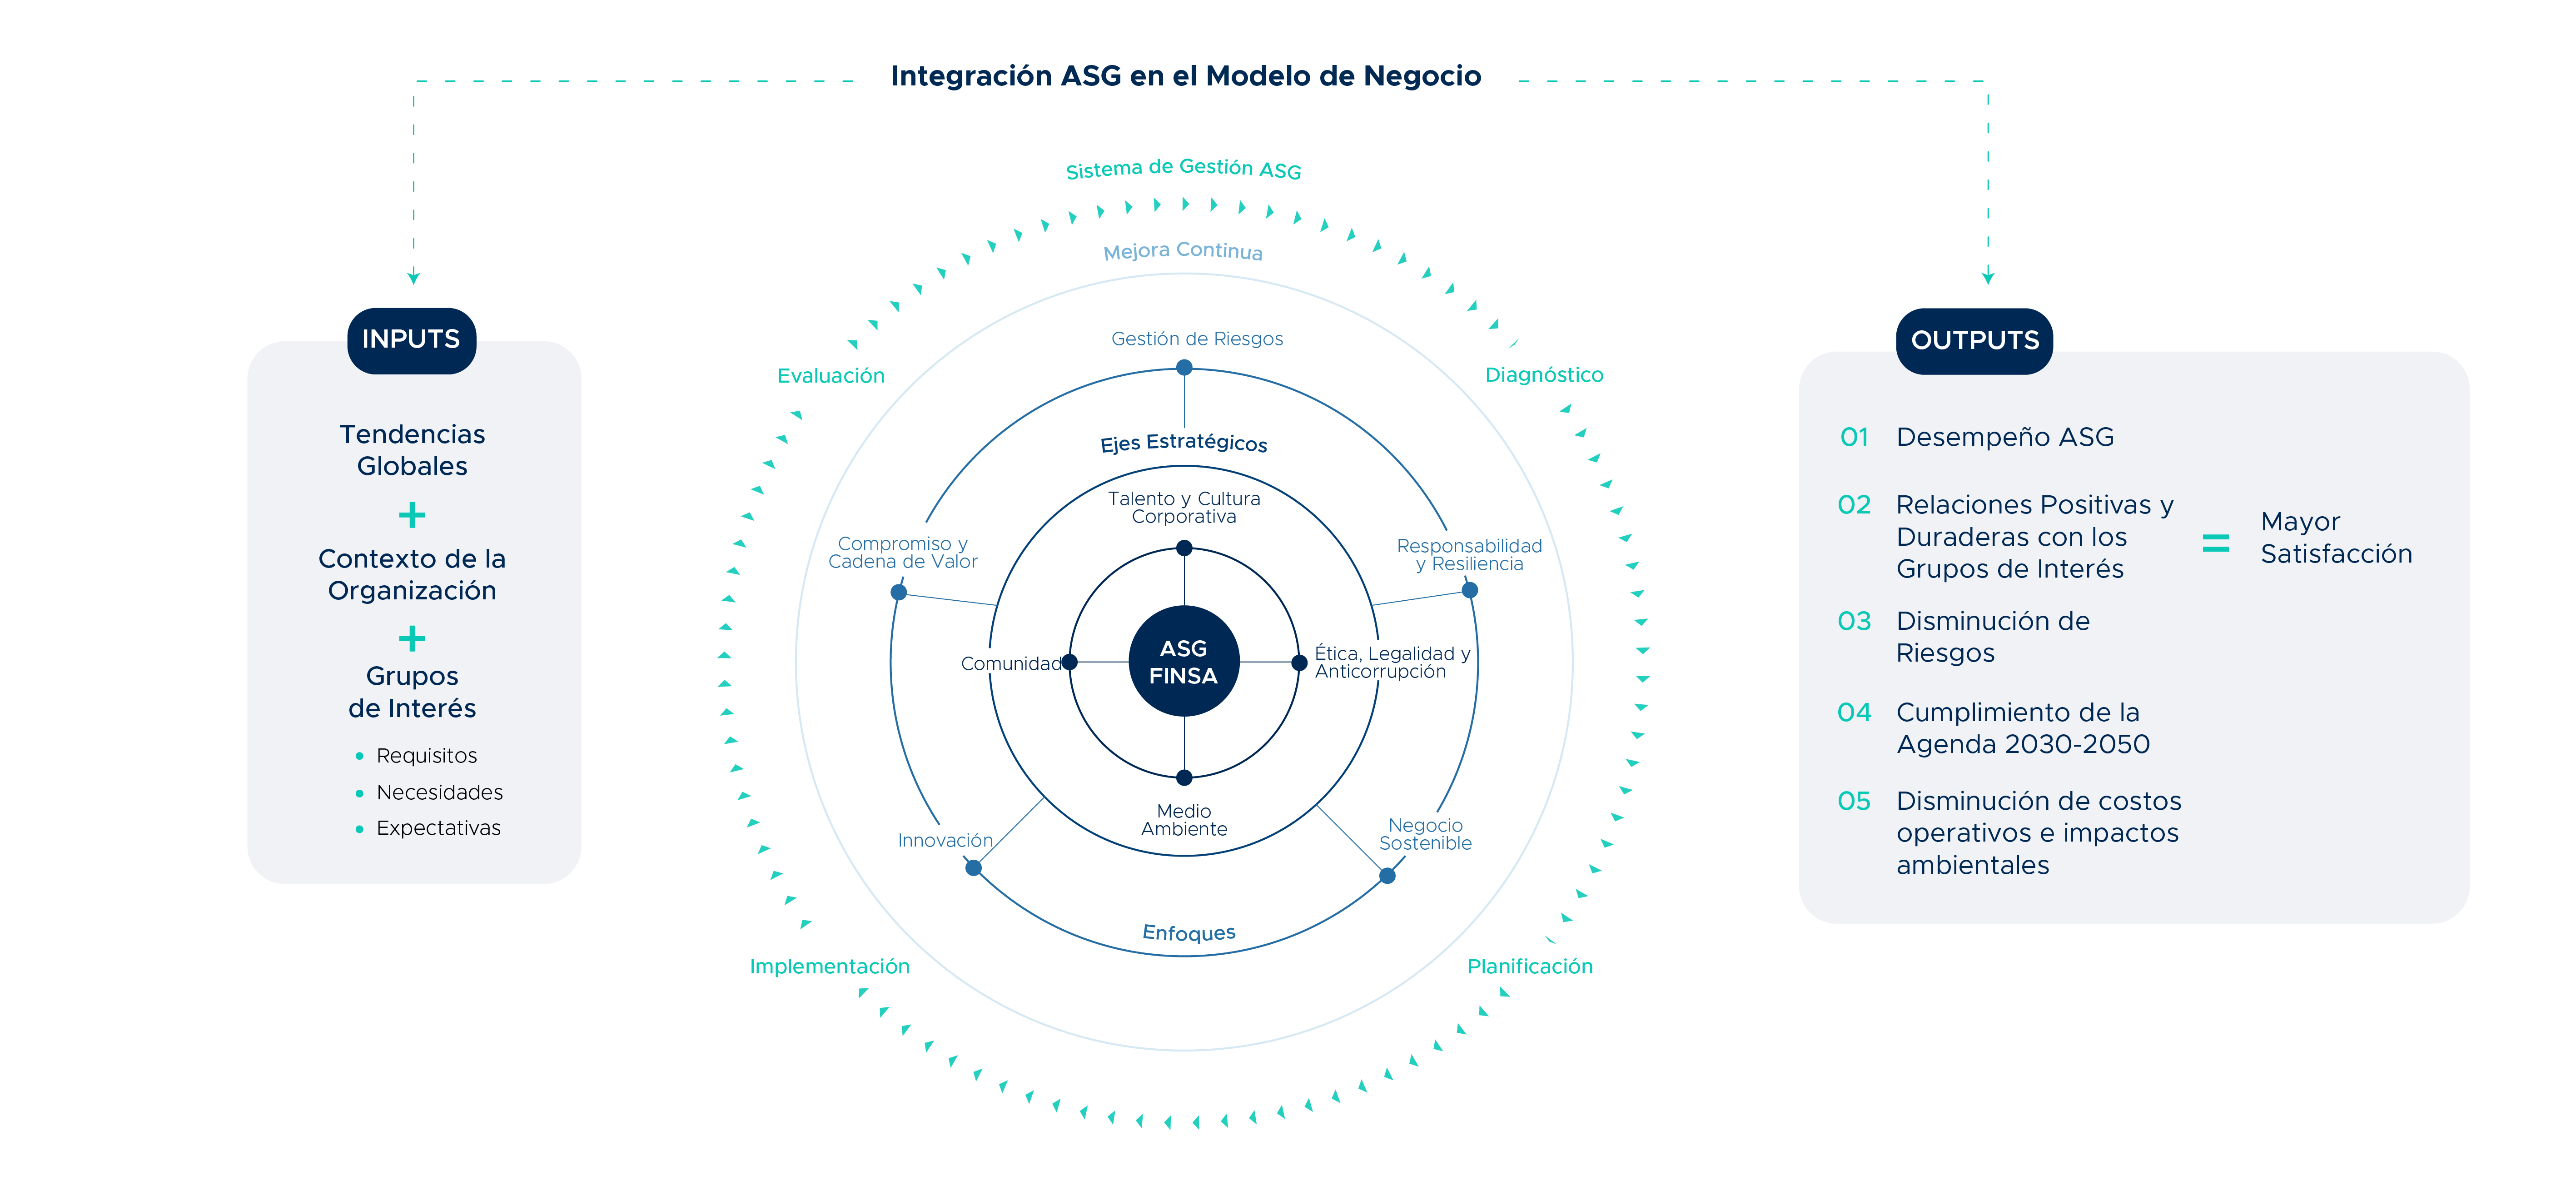 Integración ASG en el Modelo de Negocio
INPUTS
Tendencias
Globales
+
Contexto de la
Organización
+
Grupos
de Interés
• Requisitos
• Necesidades
• Expectativas
Sistema de Gestión ASG
Mejora Continua
Evaluación
Diagnóstico
Implementación
Planificación
Gestión de Riesgos
Ejes Estratégicos
Compromiso y
Cadena de Valor
Responsabilidad
y Resiliencia
Innovación
Negocio
Sostenible
Enfoques
Talento y Cultura
Corporativa
Comunidad
ASG
FINSA
Ética, Legalidad y
Anticorrupción
Medio
Ambiente
OUTPUTS
01 Desempeño ASG
02 Relaciones Positivas y
Duraderas con los
Grupos de Interés
=
Mayor
Satisfacción
03 Disminución de
Riesgos
04 Cumplimiento de la
Agenda 2030-2050
05 Disminución de costos
operativos e impactos
ambientales